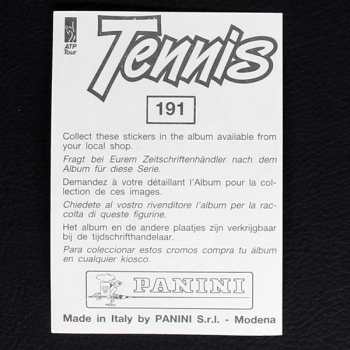 ATP
Tour
Tennis
191
Collect these stickers in the album available from
your local shop.
Fragt bei Eurem Zeitschriftenhändler nach dem
Album für diese Serie.
Demandez à votre détaillant l'Album pour la col-
lection de ces images.
Chiedete al vostro rivenditore l'album per la rac-
colta di queste figurine.
Het album en de andere plaatjes zijn verkrijgbaar
bij de tijdschrifthandelaar.
Para coleccionar estos cromos compra tu álbum
en cualquier kiosco.
PANINI
Made in Italy by PANINI S.r.l. - Modena